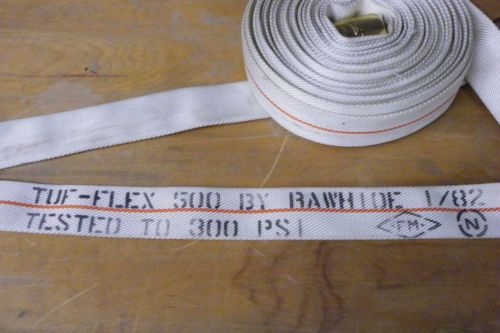 TUF-FLEX 500 BY RAWHIDE 1/82
TESTED TO 300 PSI FM N